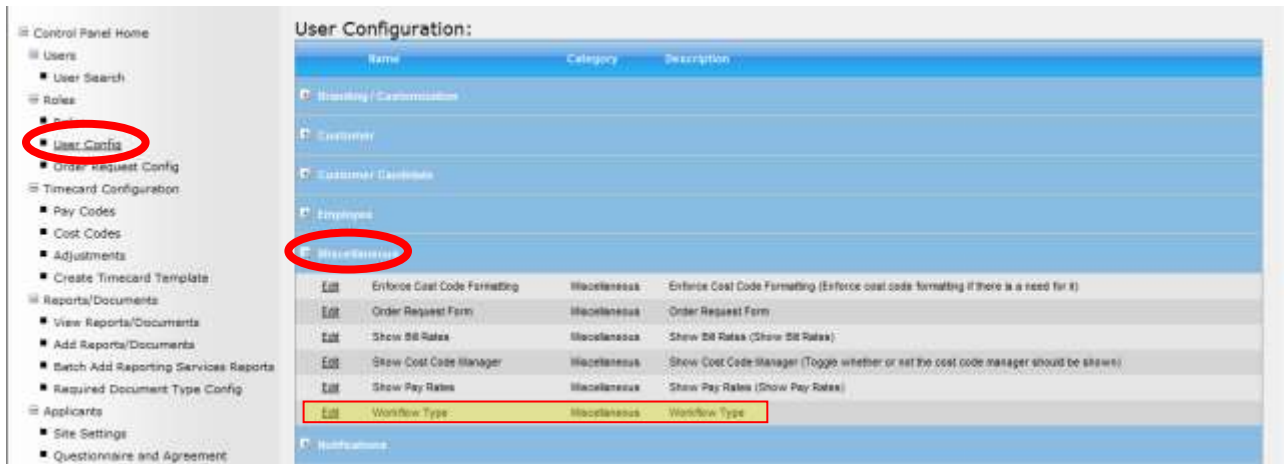 Control Panel Home
Users
User Search
Roles
User Config
Order Request Config
Timecard Configuration
Pay Codes
Cost Codes
Adjustments
Create Timecard Template
Reports/Documents
View Reports/Documents
Add Reports/Documents
Batch Add Reporting Services Reports
Required Document Type Config
Applicants
Site Settings
Questionnaire and Agreement
User Configuration:
Name Category Description
Branding / Customization
Customer
Customer Candidate
Employee
Miscellaneous
Edit Enforce Cost Code Formatting Miscellaneous Enforce Cost Code Formatting (Enforce cost code formatting if there is a need for it)
Edit Order Request Form Miscellaneous Order Request Form
Edit Show Bill Rates Miscellaneous Show Bill Rates (Show Bill Rates)
Edit Show Cost Code Manager Miscellaneous Show Cost Code Manager (Toggle whether or not the cost code manager should be shown)
Edit Show Pay Rates Miscellaneous Show Pay Rates (Show Pay Rates)
Edit Workflow Type Miscellaneous Workflow Type
Notifications